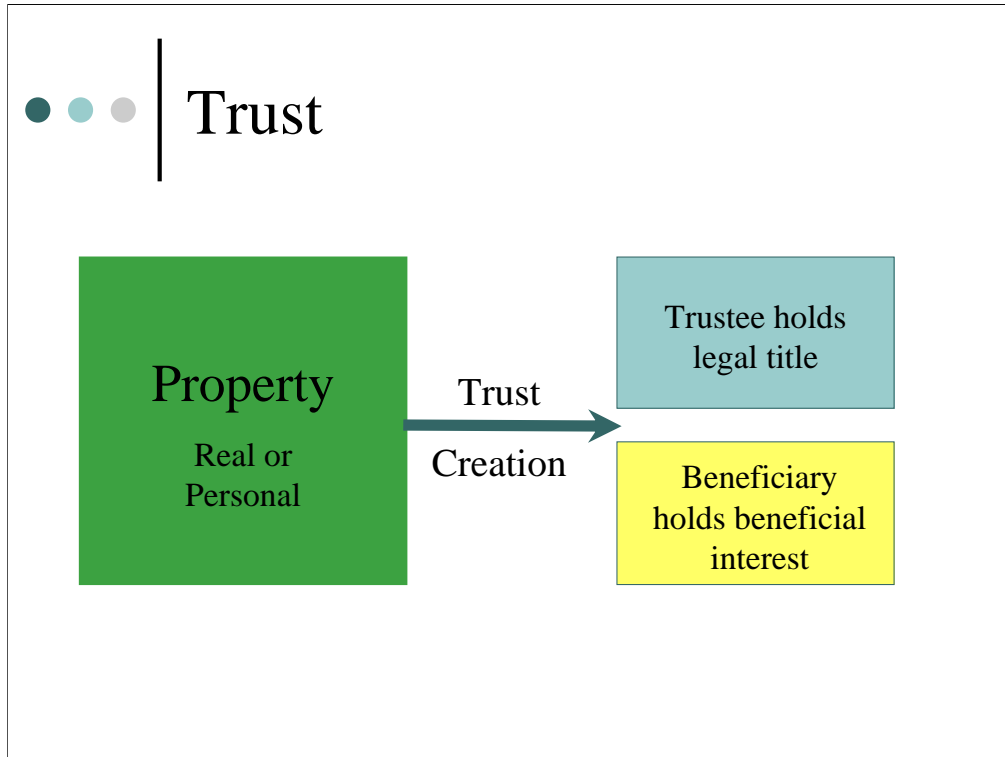 Trust
Property
Real or
Personal
Trust
Creation
Trustee holds
legal title
Beneficiary
holds beneficial
interest